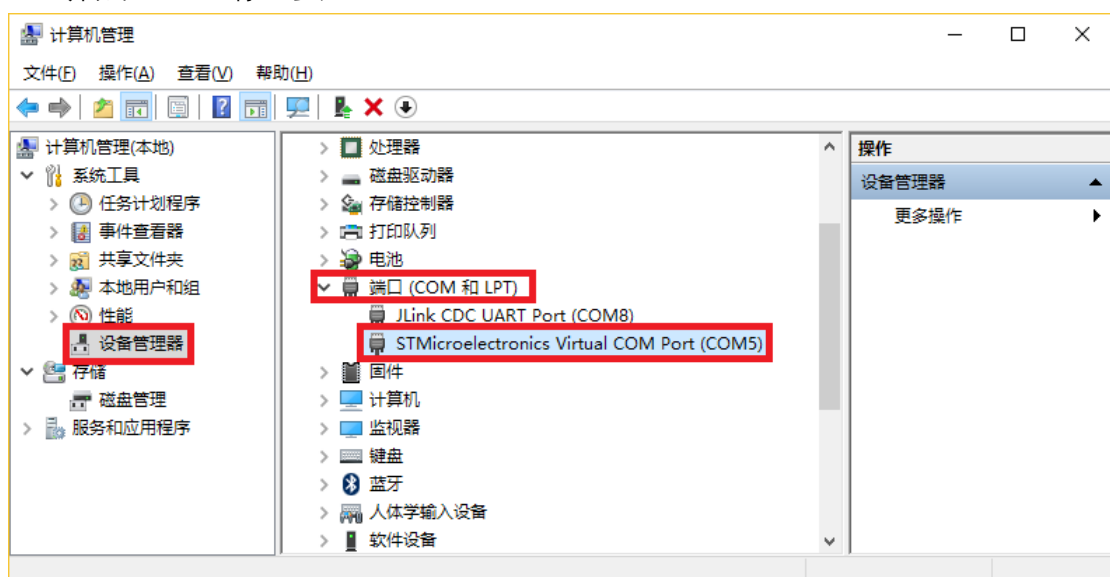 计算机管理
文件(F) 操作(A) 查看(V) 帮助(H)
计算机管理(本地)
系统工具
任务计划程序
事件查看器
共享文件夹
本地用户和组
性能
设备管理器
存储
磁盘管理
服务和应用程序
处理器
磁盘驱动器
存储控制器
打印队列
电池
端口 (COM 和 LPT)
JLink CDC UART Port (COM8)
STMicroelectronics Virtual COM Port (COM5)
固件
计算机
监视器
键盘
蓝牙
人体学输入设备
软件设备
操作
设备管理器
更多操作